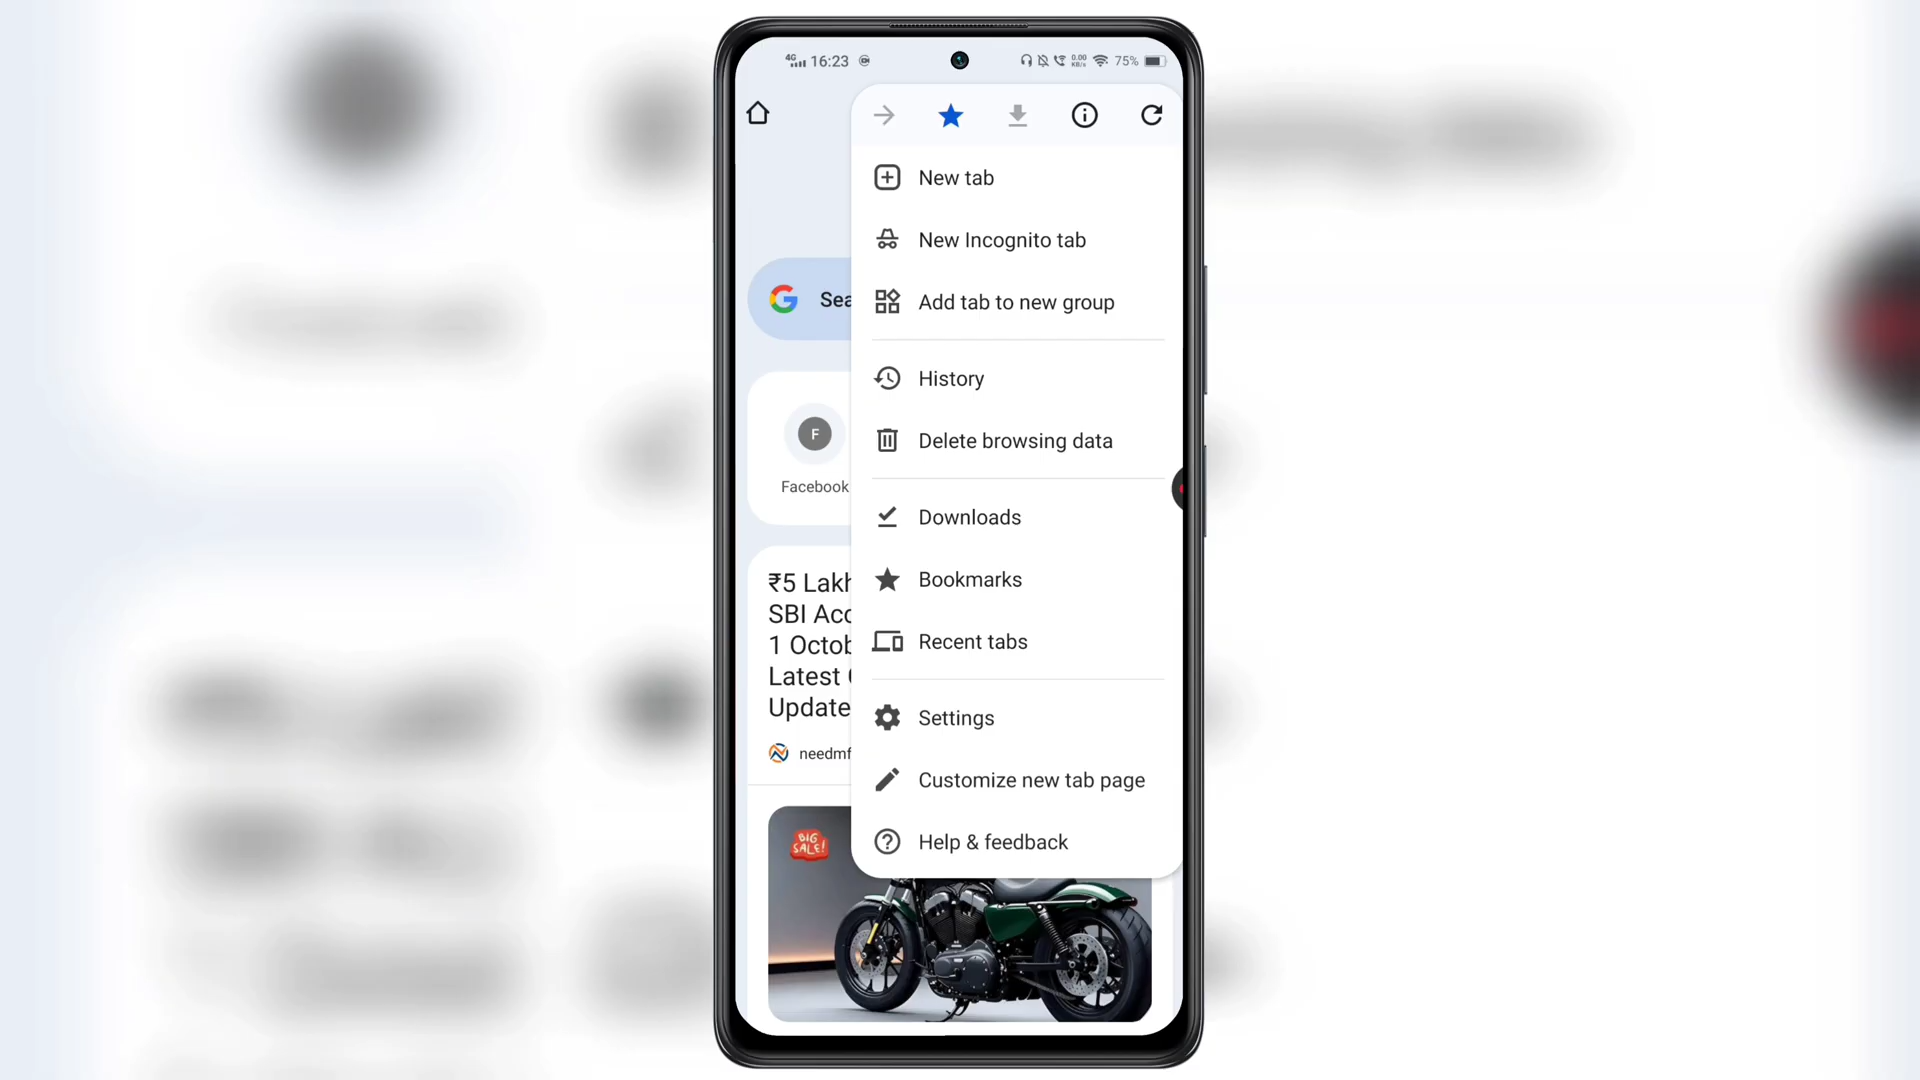 4G 16:23 0.00 KB/s 75%
New tab
New Incognito tab
G Sea
Add tab to new group
History
F
Delete browsing data
Facebook
Downloads
₹5 Lakh
Bookmarks
SBI Acc
1 Octob
Recent tabs
Latest
Update
Settings
needmf
Customize new tab page
BIG SALE!
Help & feedback